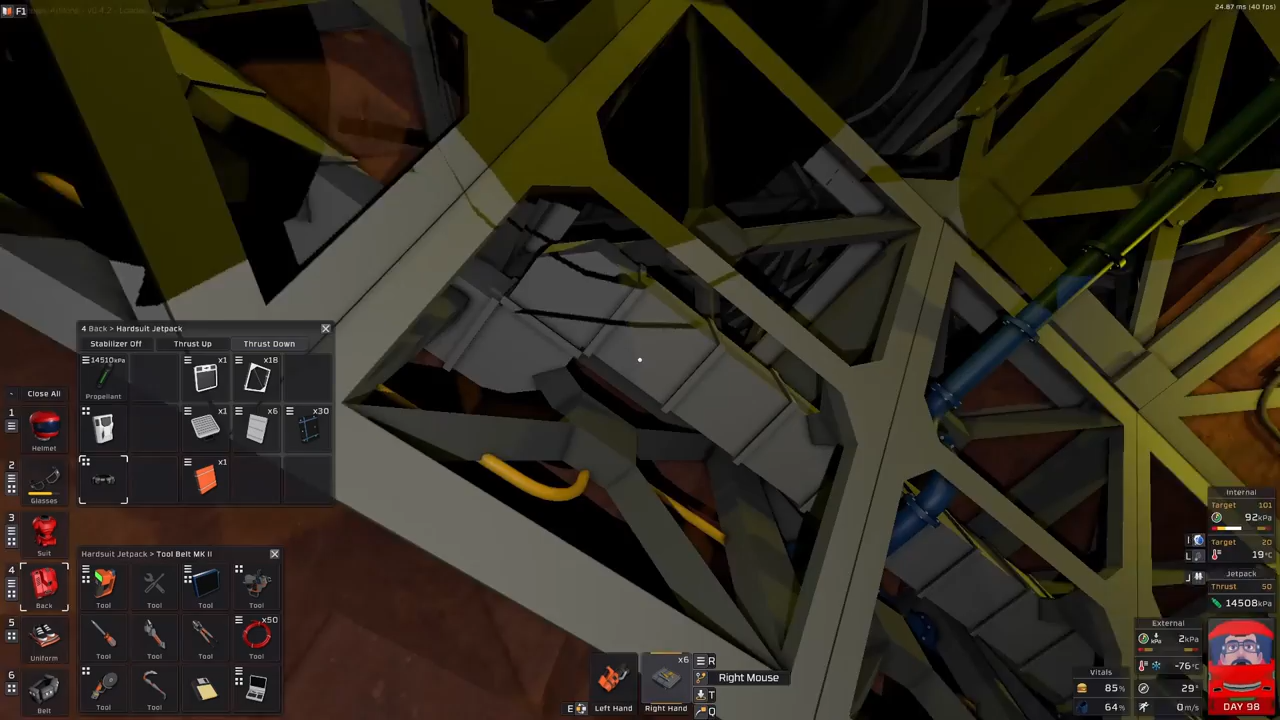 F1
24.87 ms (40 fps)
4 Back > Hardsuit Jetpack
Stabilizer Off
Thrust Up
Thrust Down
14510kPa
x1
x18
Propellant
x1
x6
x30
x1
Close All
1
Helmet
2
Glasses
3
Suit
4
Back
5
Uniform
6
Belt
Hardsuit Jetpack > Tool Belt MK II
Tool
Tool
Tool
Tool
x50
Tool
Tool
Tool
Tool
Tool
Tool
Tool
Tool
x6
R
Right Mouse
T
E
Left Hand
Right Hand
Q
Internal
Target 101
92kPa
I
Target 20
L
19°C
Jetpack
J
Thrust 50
14508kPa
External
2kPa
-76°C
Vitals
85%
29°
64%
0m/s
DAY 98